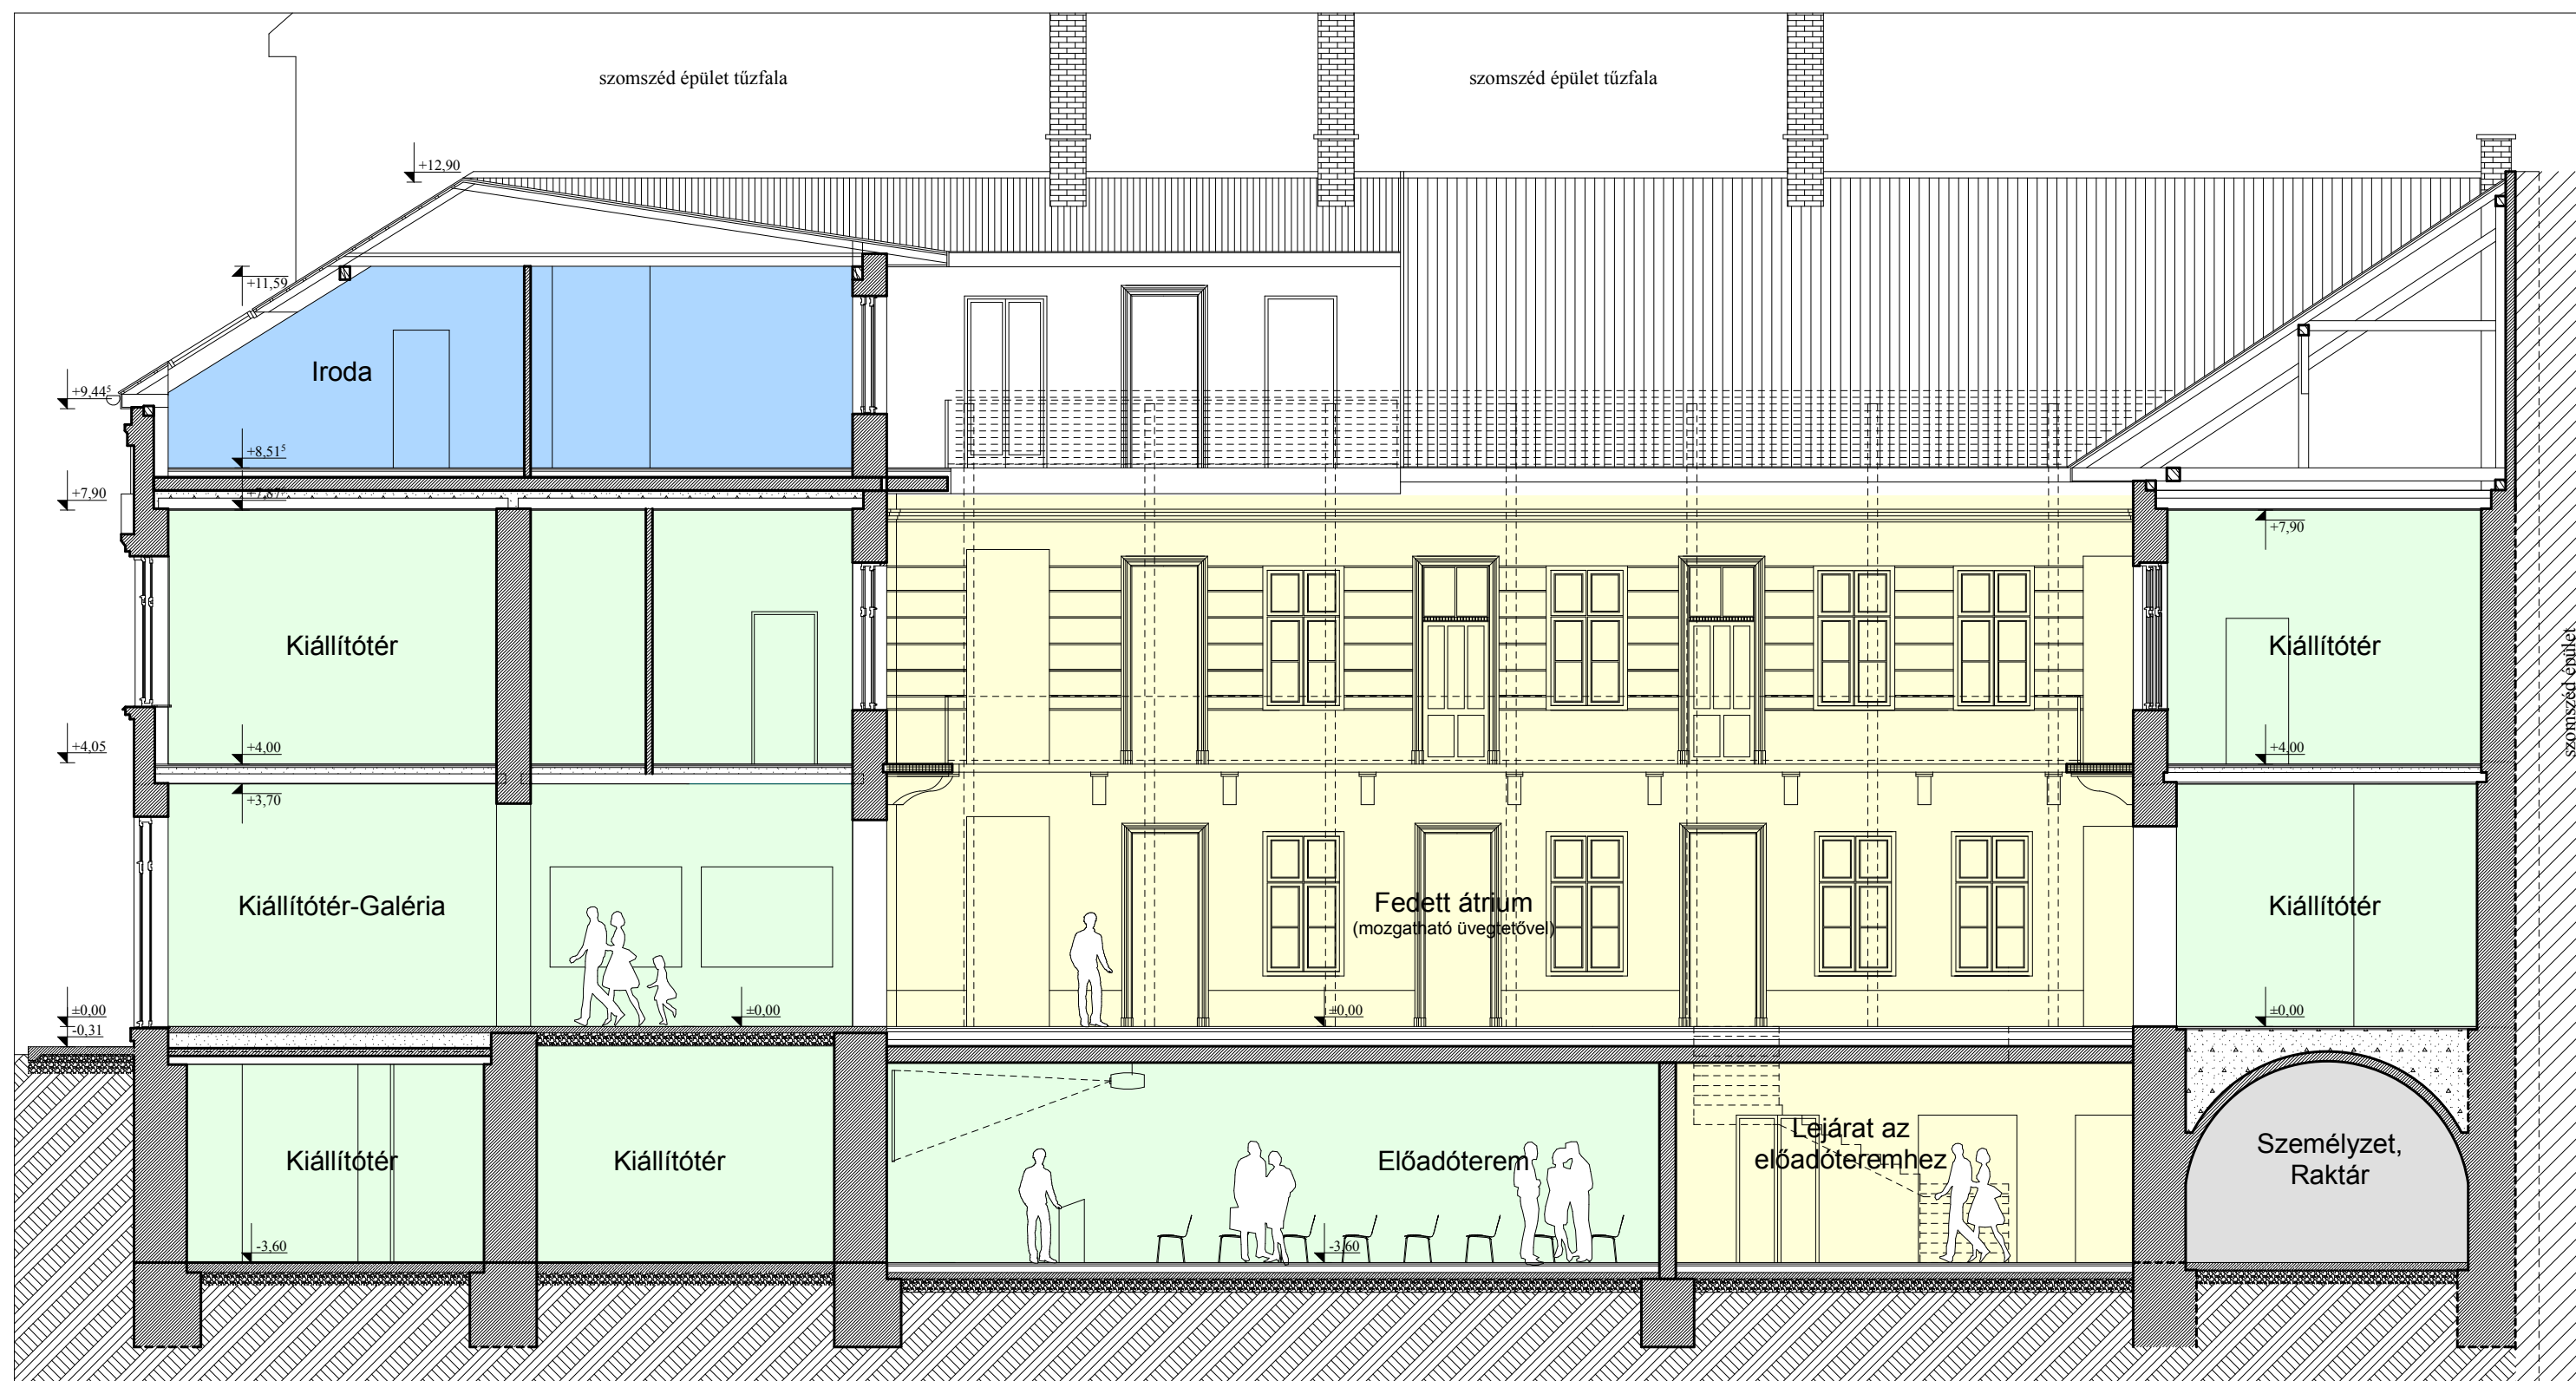 szomszéd épület tűzfala
szomszéd épület tűzfala
+12,90
+11,59
Iroda
+9,44⁵
+8,51⁵
+7,90
+7,87⁵
+7,90
Kiállítótér
Kiállítótér
szomszéd épület
+4,05
+4,00
+4,00
+3,70
Kiállítótér-Galéria
Fedett átrium
(mozgatható üvegtetővel)
Kiállítótér
±0,00
-0,31
±0,00
±0,00
±0,00
Kiállítótér
Kiállítótér
Előadóterem
Lejárat az
előadóteremhez
Személyzet,
Raktár
-3,60
-3,60